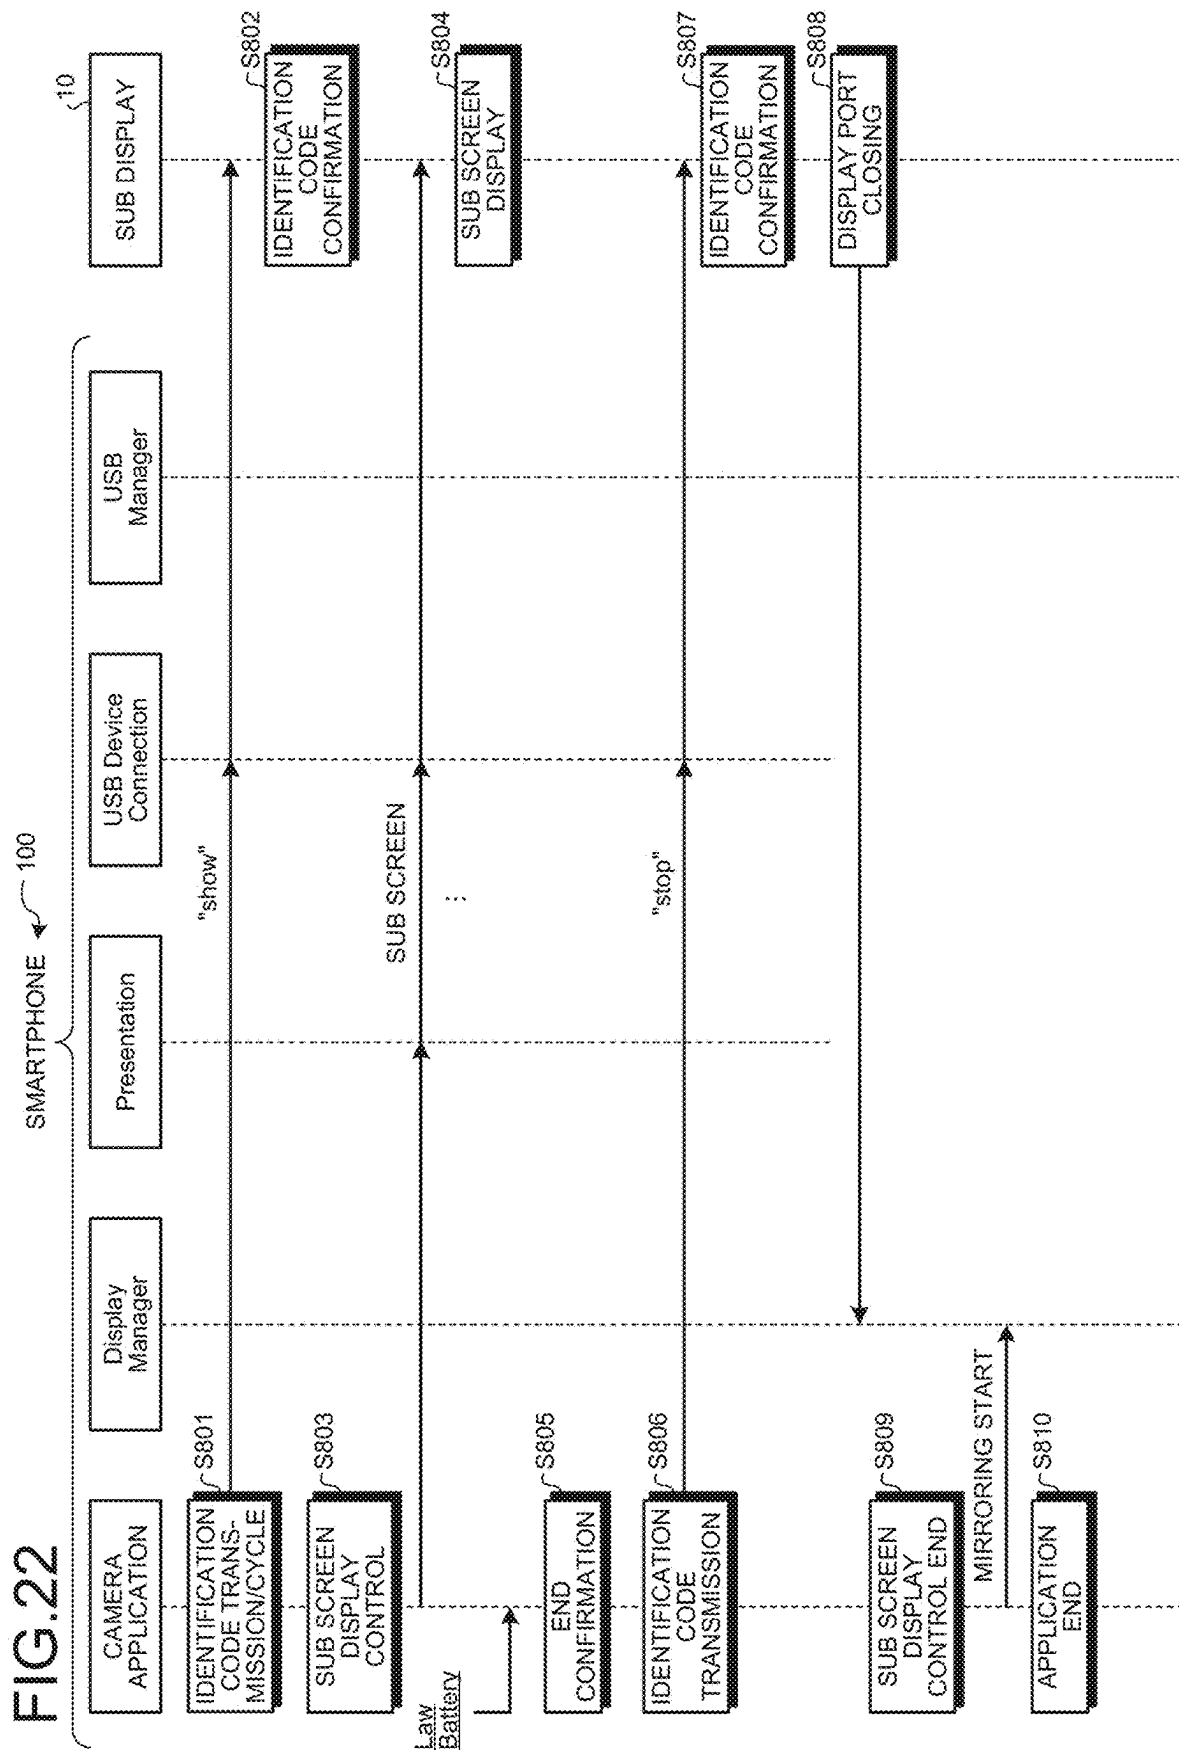 FIG.22
SMARTPHONE 100
CAMERA
APPLICATION
Display
Manager
Presentation
USB Device
Connection
USB
Manager
10
SUB DISPLAY
IDENTIFICATION
CODE TRANS-
MISSION/CYCLE
S801
"show"
S802
IDENTIFICATION
CODE
CONFIRMATION
SUB SCREEN
DISPLAY
CONTROL
S803
SUB SCREEN
⋮
S804
SUB SCREEN
DISPLAY
Law
Battery
END
CONFIRMATION
S805
IDENTIFICATION
CODE
TRANSMISSION
S806
"stop"
S807
IDENTIFICATION
CODE
CONFIRMATION
S808
DISPLAY PORT
CLOSING
SUB SCREEN
DISPLAY
CONTROL END
S809
MIRRORING START
APPLICATION
END
S810